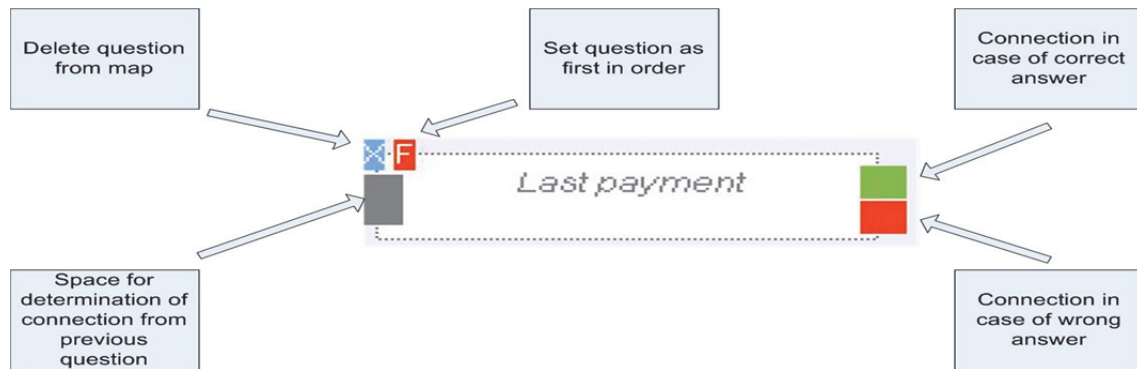 Delete question
from map
Set question as
first in order
Connection in
case of correct
answer
X F
Last payment
Space for
determination of
connection from
previous
question
Connection in
case of wrong
answer